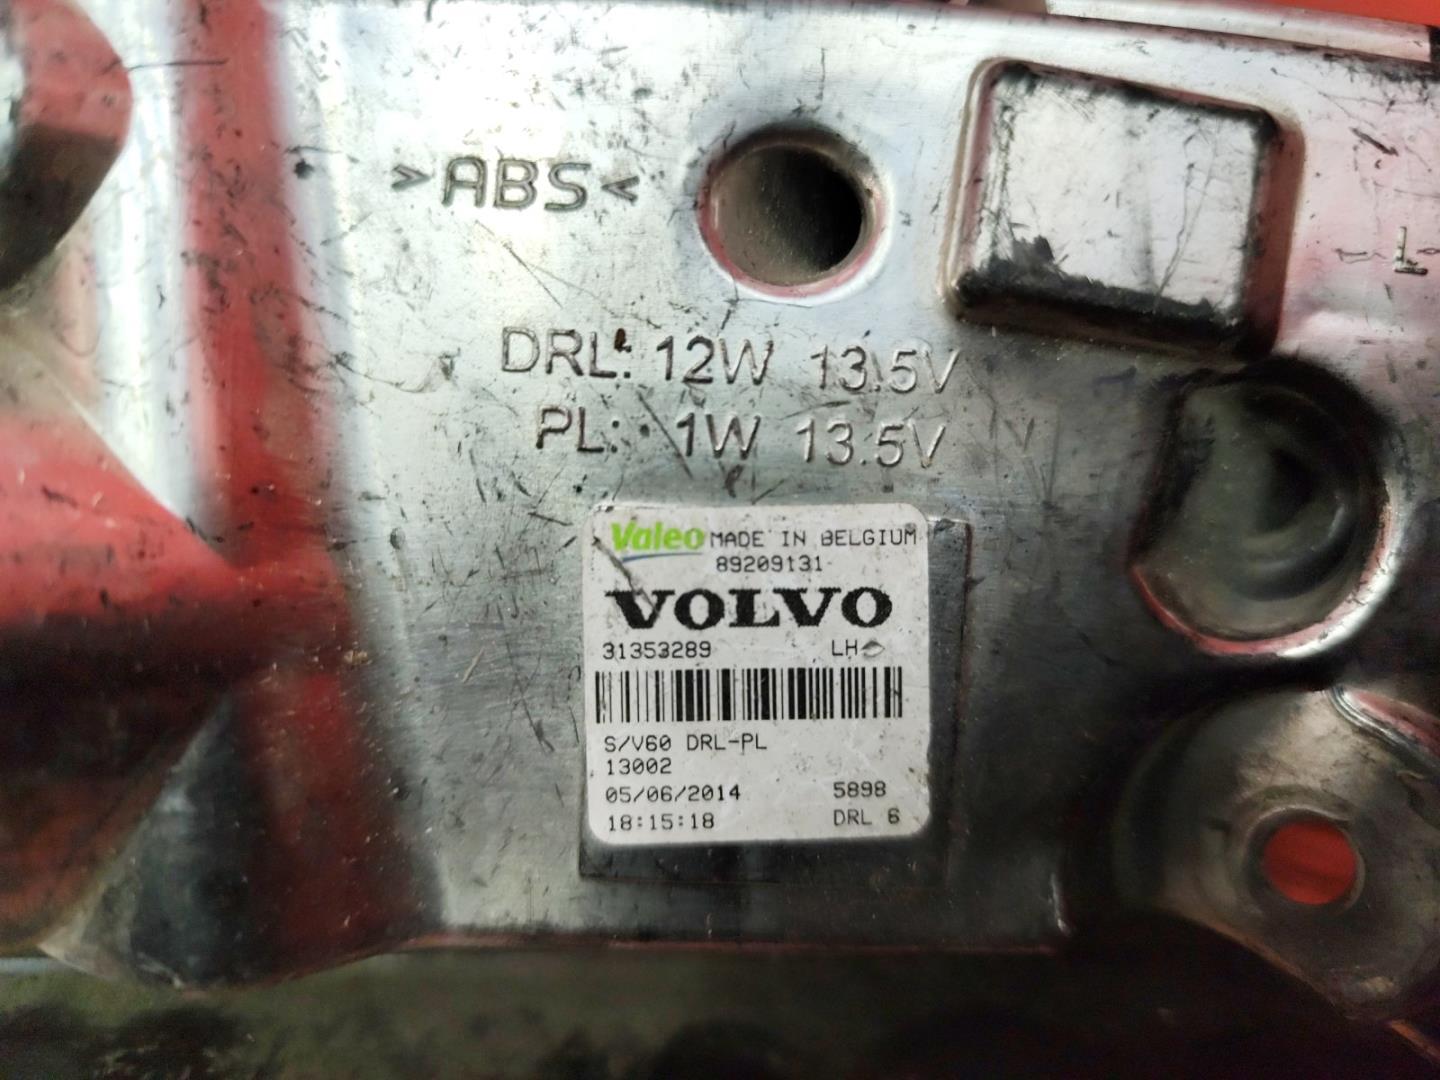 >ABS<
DRL: 12W 13.5V
PL: 1W 13.5V
Valeo MADE IN BELGIUM
89209131
VOLVO
31353289 LH
S/V60 DRL-PL
13002
05/06/2014 5898
18:15:18 DRL 6